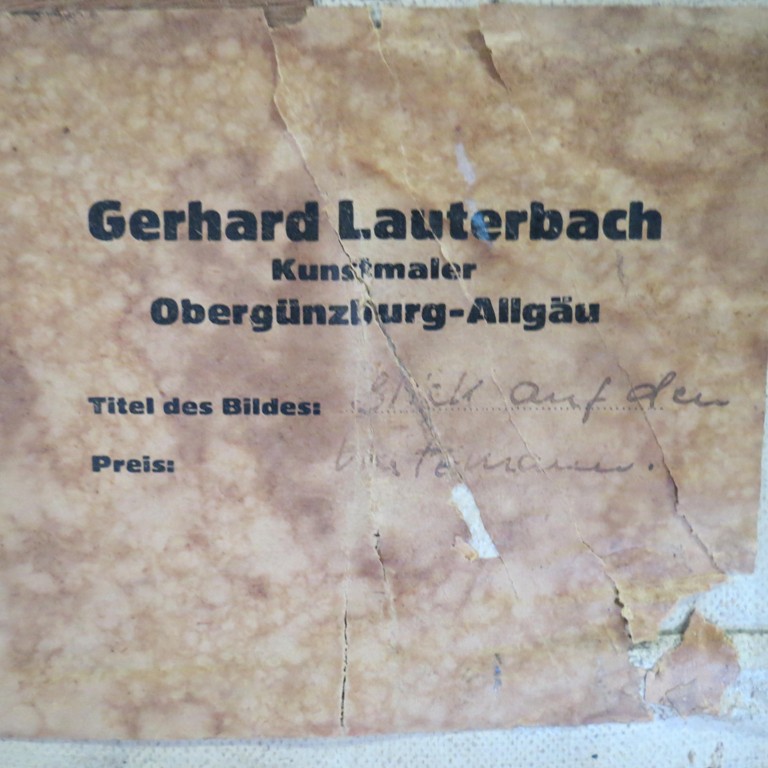 Gerhard Lauterbach
Kunstmaler
Obergünzburg-Allgäu
Titel des Bildes: Blick auf den
Preis: